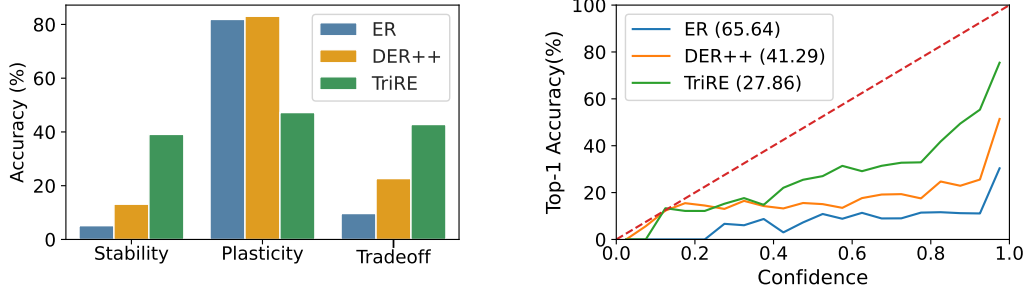 Accuracy (%)
80
60
40
20
0
ER
DER++
TriRE
Stability
Plasticity
Tradeoff
Top-1 Accuracy(%)
100
80
60
40
20
0
ER (65.64)
DER++ (41.29)
TriRE (27.86)
0.0 0.2 0.4 0.6 0.8 1.0
Confidence